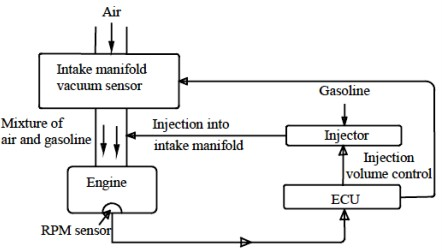 Air
Intake manifold
vacuum sensor
Gasoline
Mixture of
air and gasoline
Injection into
intake manifold
Injector
Injection
volume control
Engine
ECU
RPM sensor